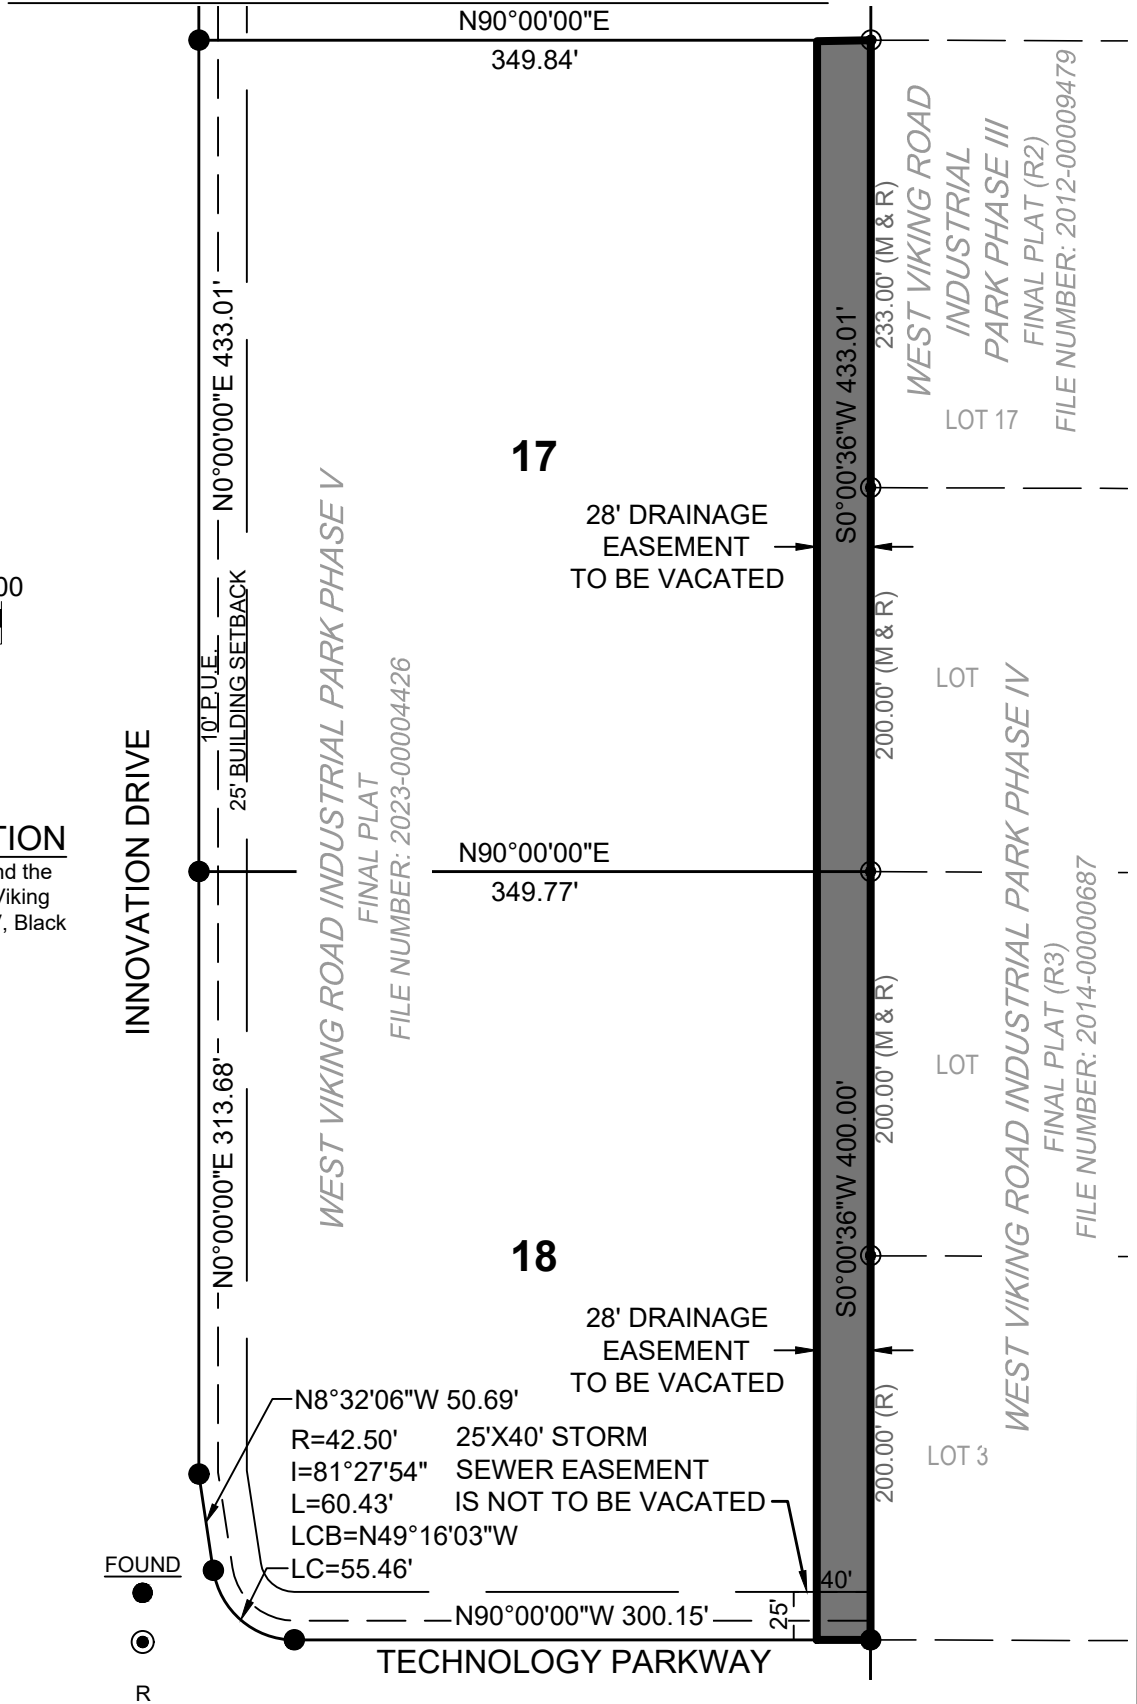 N90°00'00"E
349.84'
WEST VIKING ROAD
INDUSTRIAL
PARK PHASE III
FINAL PLAT (R2)
FILE NUMBER: 2012-00009479
233.00' (M & R)
LOT 17
N0°00'00"E 433.01'
S0°00'36"W 433.01'
17
28' DRAINAGE
EASEMENT
TO BE VACATED
00
10' P.U.E.
25' BUILDING SETBACK
WEST VIKING ROAD INDUSTRIAL PARK PHASE V
FINAL PLAT
FILE NUMBER: 2023-00004426
200.00' (M & R)
LOT
INNOVATION DRIVE
TION
nd the
Viking
, Black
N90°00'00"E
349.77'
WEST VIKING ROAD INDUSTRIAL PARK PHASE IV
FINAL PLAT (R3)
FILE NUMBER: 2014-00000687
200.00' (M & R)
LOT
N0°00'00"E 313.68'
S0°00'36"W 400.00'
18
28' DRAINAGE
EASEMENT
TO BE VACATED
200.00' (R)
LOT 3
N8°32'06"W 50.69'
R=42.50'
I=81°27'54"
L=60.43'
LCB=N49°16'03"W
LC=55.46'
25'X40' STORM
SEWER EASEMENT
IS NOT TO BE VACATED
FOUND
40'
25'
N90°00'00"W 300.15'
TECHNOLOGY PARKWAY
R